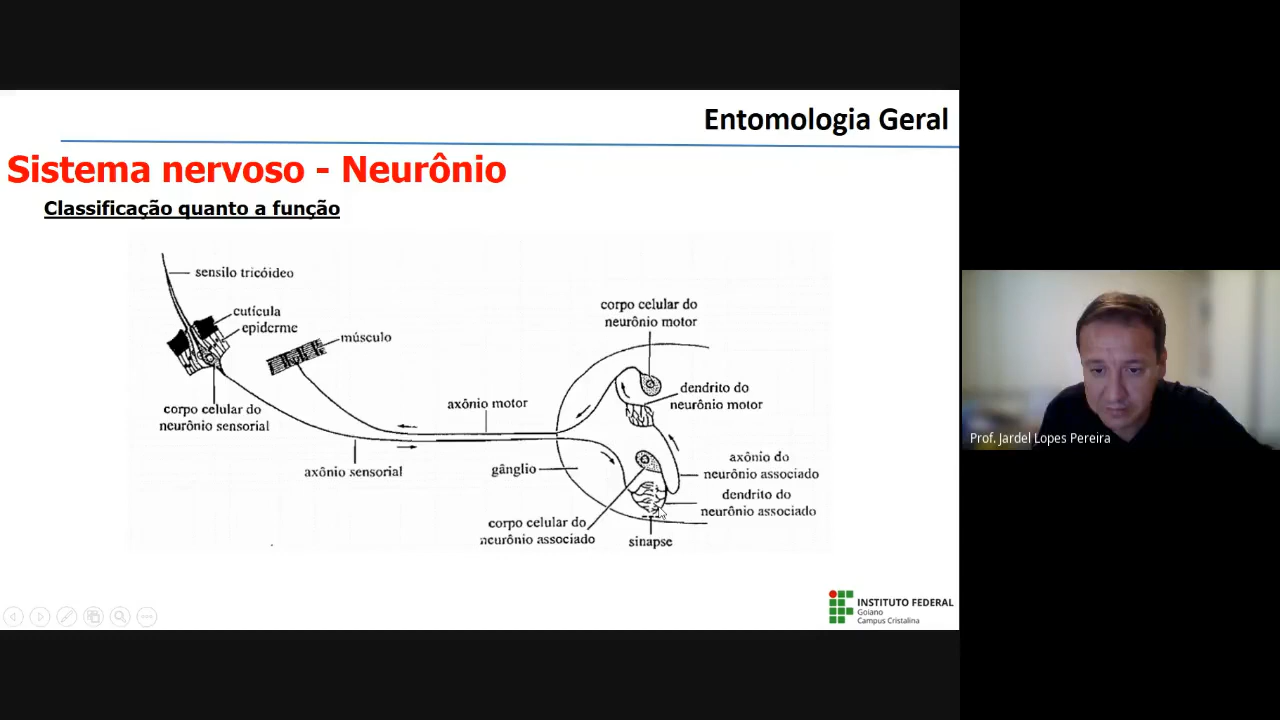 Entomologia Geral
Sistema nervoso - Neurônio
Classificação quanto a função
sensilo tricóideo
cutícula
epiderme
músculo
corpo celular do
neurônio motor
dendrito do
neurônio motor
axônio motor
corpo celular do
neurônio sensorial
axônio sensorial
gânglio
axônio do
neurônio associado
dendrito do
neurônio associado
corpo celular do
neurônio associado
sinapse
INSTITUTO FEDERAL
Goiano
Campus Cristalina
Prof. Jardel Lopes Pereira